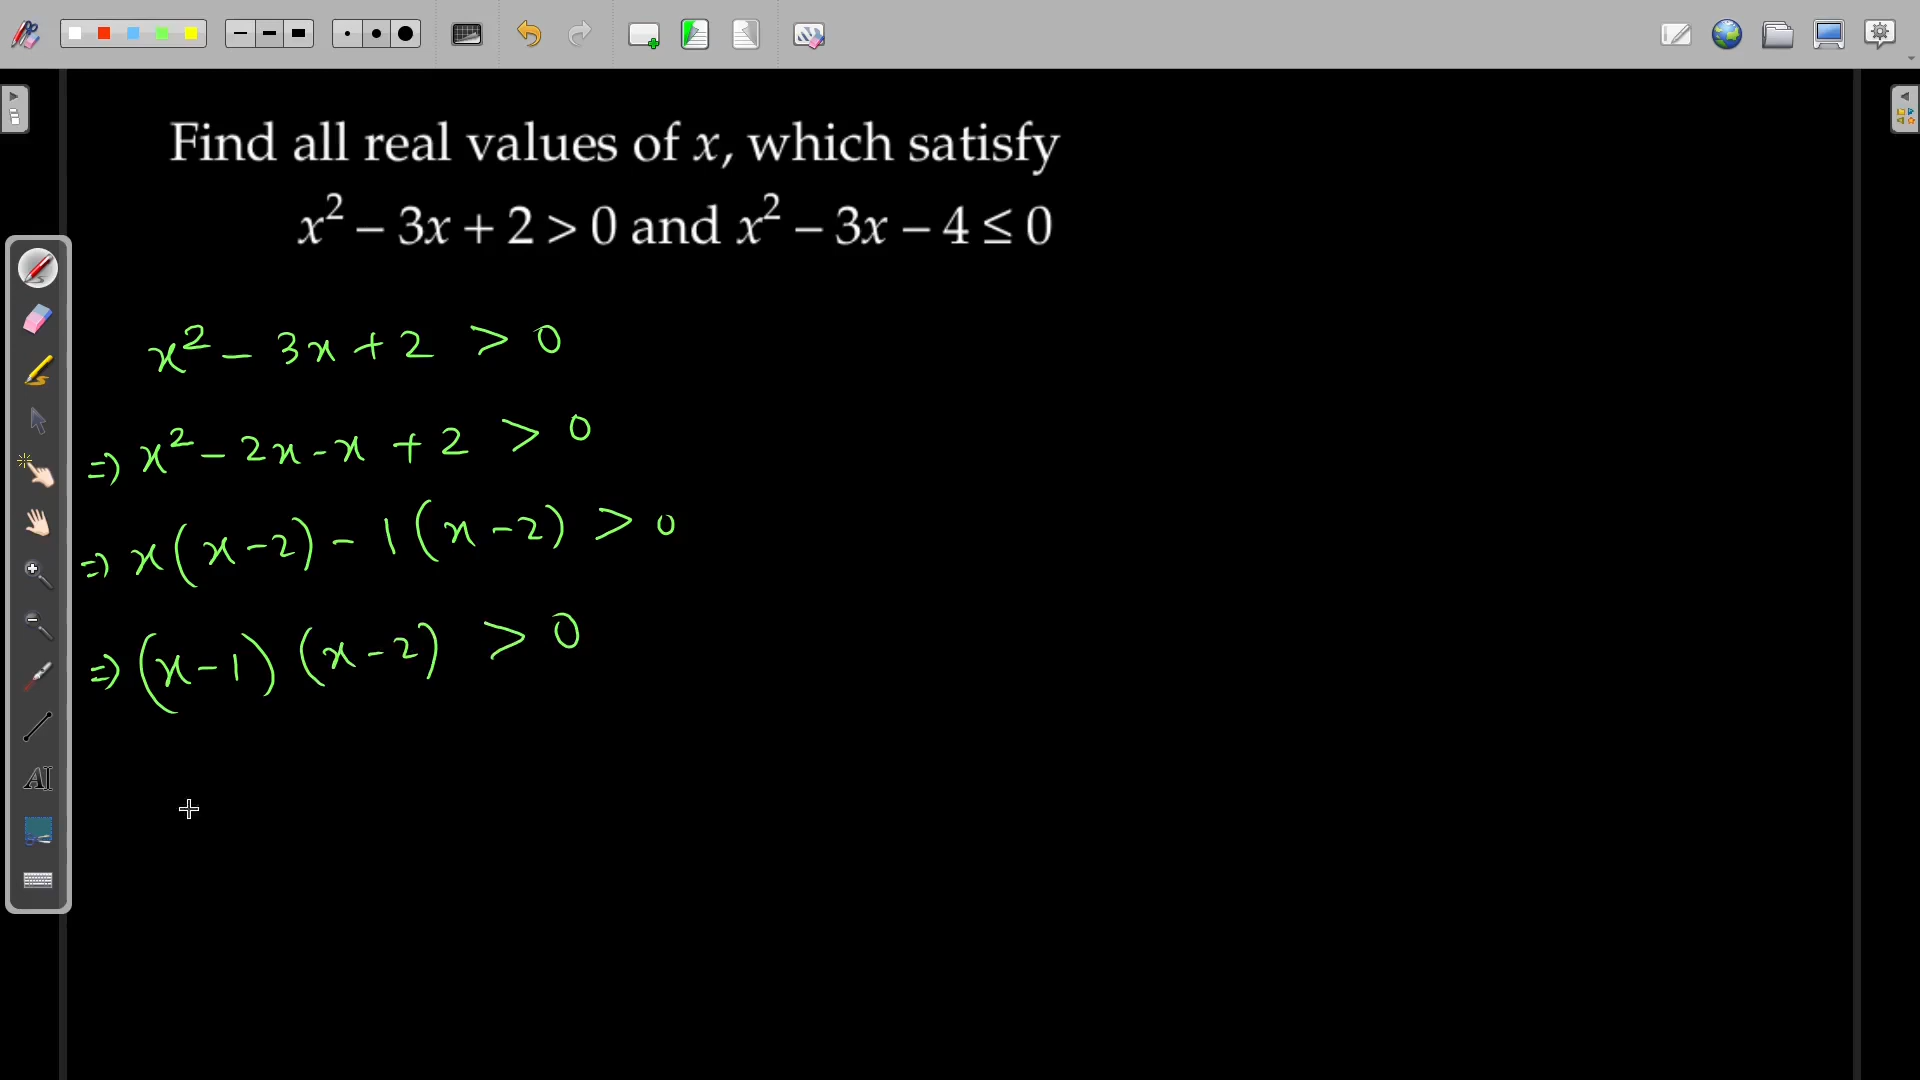 Find all real values of x, which satisfy
x² – 3x + 2 > 0 and x² – 3x – 4 ≤ 0
x² – 3x + 2 > 0
⇒ x² – 2x - x + 2 > 0
⇒ x(x – 2) – 1(x – 2) > 0
⇒ (x – 1)(x – 2) > 0